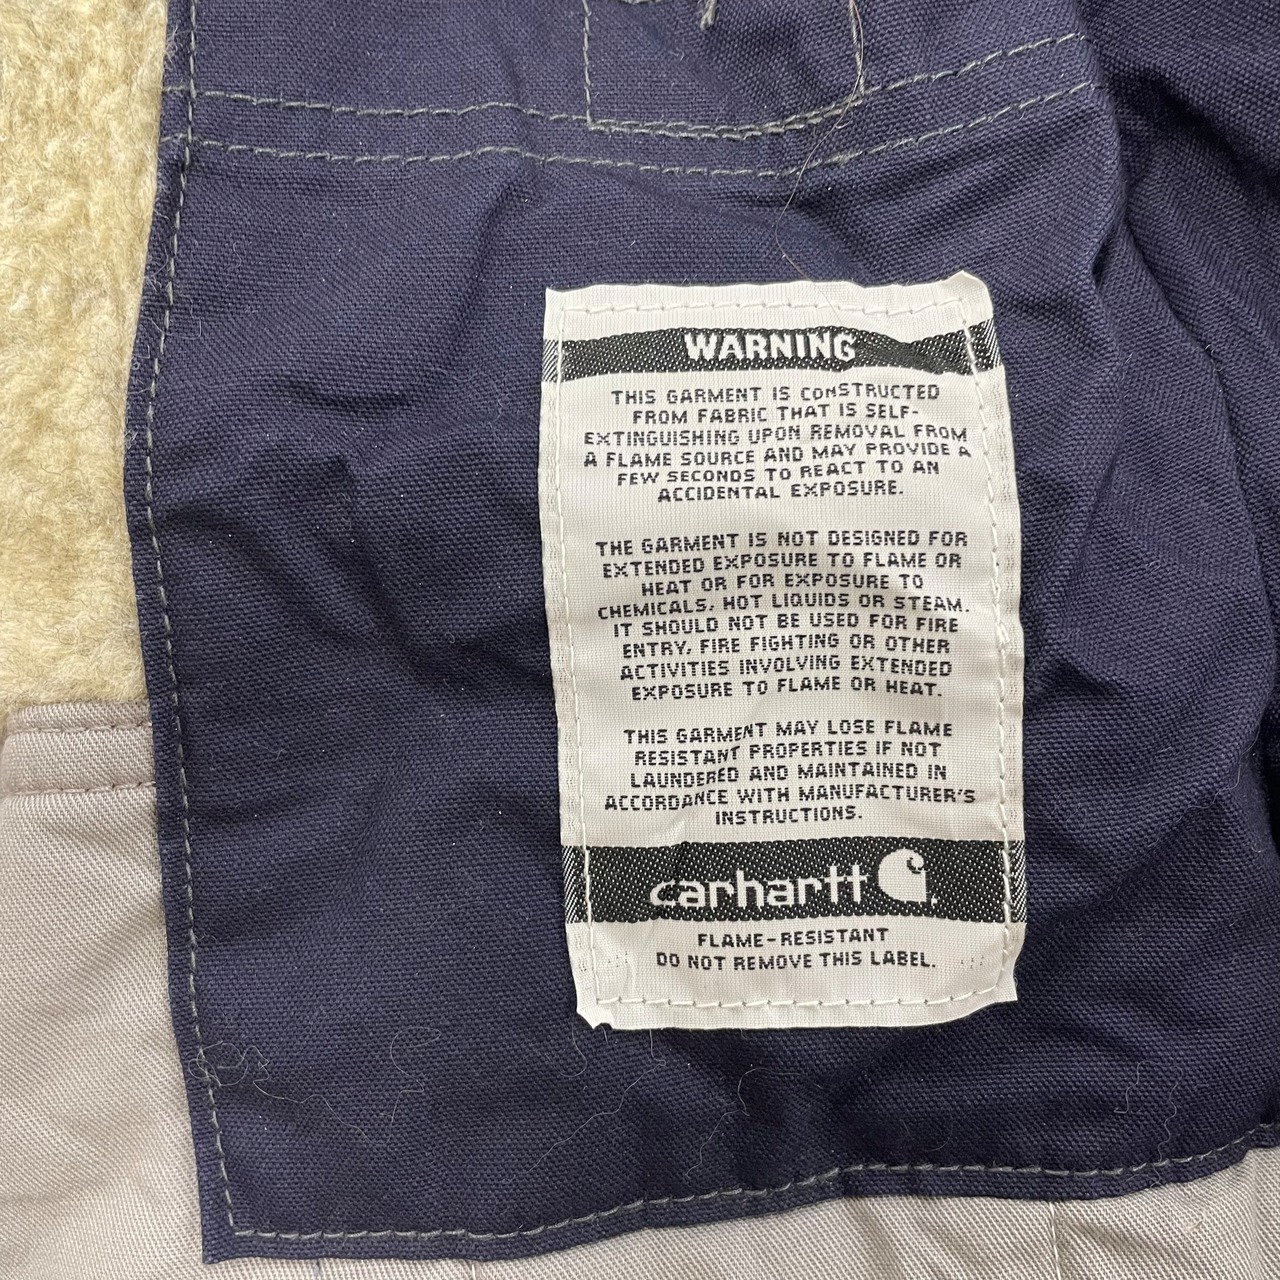 WARNING
THIS GARMENT IS CONSTRUCTED
FROM FABRIC THAT IS SELF-
EXTINGUISHING UPON REMOVAL FROM
A FLAME SOURCE AND MAY PROVIDE A
FEW SECONDS TO REACT TO AN
ACCIDENTAL EXPOSURE.
THE GARMENT IS NOT DESIGNED FOR
EXTENDED EXPOSURE TO FLAME OR
HEAT OR FOR EXPOSURE TO
CHEMICALS, HOT LIQUIDS OR STEAM.
IT SHOULD NOT BE USED FOR FIRE
ENTRY, FIRE FIGHTING OR OTHER
ACTIVITIES INVOLVING EXTENDED
EXPOSURE TO FLAME OR HEAT.
THIS GARMENT MAY LOSE FLAME
RESISTANT PROPERTIES IF NOT
LAUNDERED AND MAINTAINED IN
ACCORDANCE WITH MANUFACTURER'S
INSTRUCTIONS.
carhartt
FLAME-RESISTANT
DO NOT REMOVE THIS LABEL.